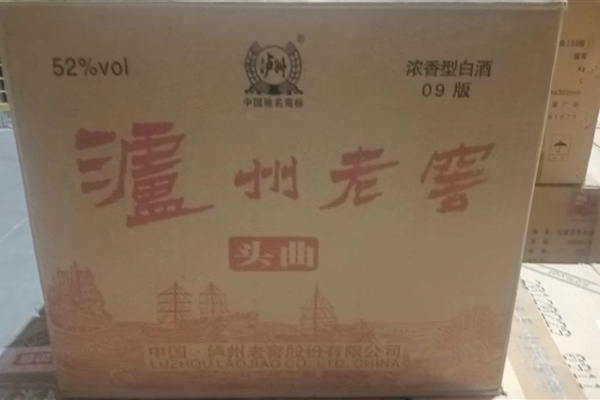 52%vol
泸州
®
中国驰名商标
浓香型白酒
09版
泸州老窖
头曲
中国·泸州老窖股份有限公司
LUZHOU LAOJIAO CO.,LTD. CHINA